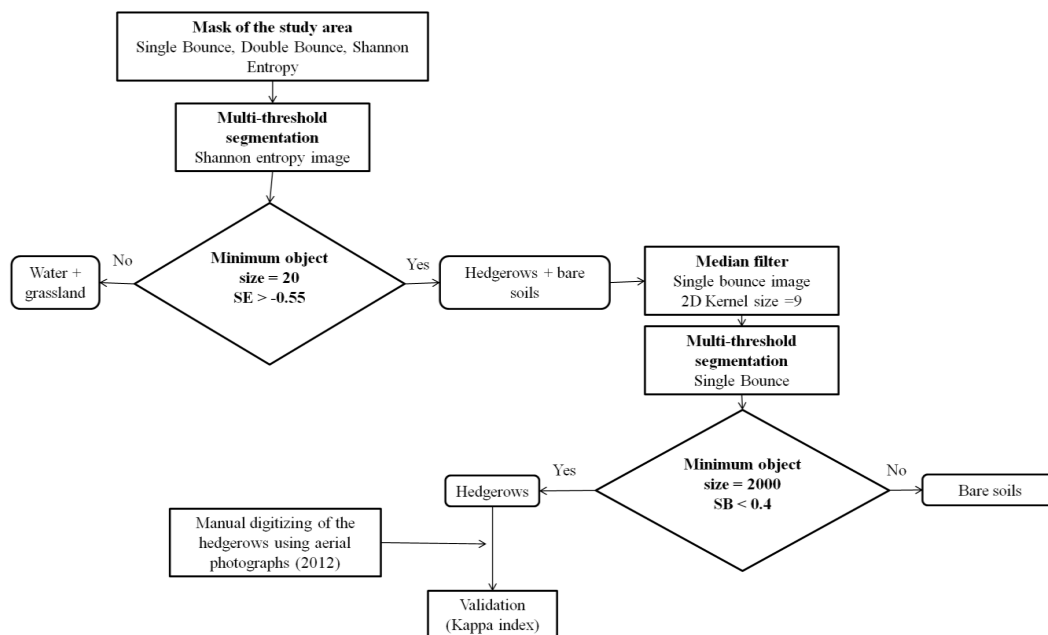 Mask of the study area
Single Bounce, Double Bounce, Shannon
Entropy
Multi-threshold
segmentation
Shannon entropy image
Minimum object
size = 20
SE > -0.55
No
Water +
grassland
Yes
Hedgerows + bare
soils
Median filter
Single bounce image
2D Kernel size =9
Multi-threshold
segmentation
Single Bounce
Minimum object
size = 2000
SB < 0.4
Yes
Hedgerows
No
Bare soils
Manual digitizing of the
hedgerows using aerial
photographs (2012)
Validation
(Kappa index)